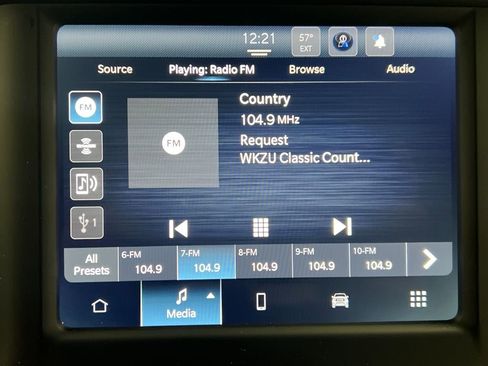 12:21
57°
EXT
Source
Playing: Radio FM
Browse
Audio
FM
FM
Country
104.9 MHz
Request
WKZU Classic Count...
1
All
Presets
6-FM
104.9
7-FM
104.9
8-FM
104.9
9-FM
104.9
10-FM
104.9
Media